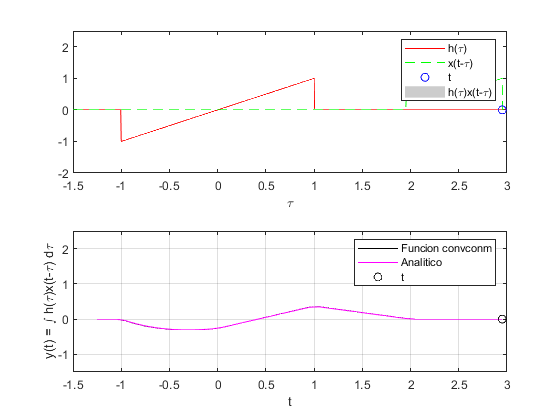 2
1
0
-1
-2
-1.5 -1 -0.5 0 0.5 1 1.5 2 2.5 3
τ
h(τ)
x(t-τ)
t
h(τ)x(t-τ)
y(t) = ∫ h(τ)x(t-τ) dτ
2
1
0
-1
-1.5 -1 -0.5 0 0.5 1 1.5 2 2.5 3
t
Funcion convconm
Analitico
t